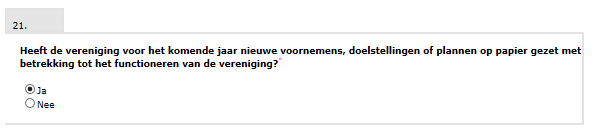 21.
Heeft de vereniging voor het komende jaar nieuwe voornemens, doelstellingen of plannen op papier gezet met
betrekking tot het functioneren van de vereniging?*
Ja
Nee